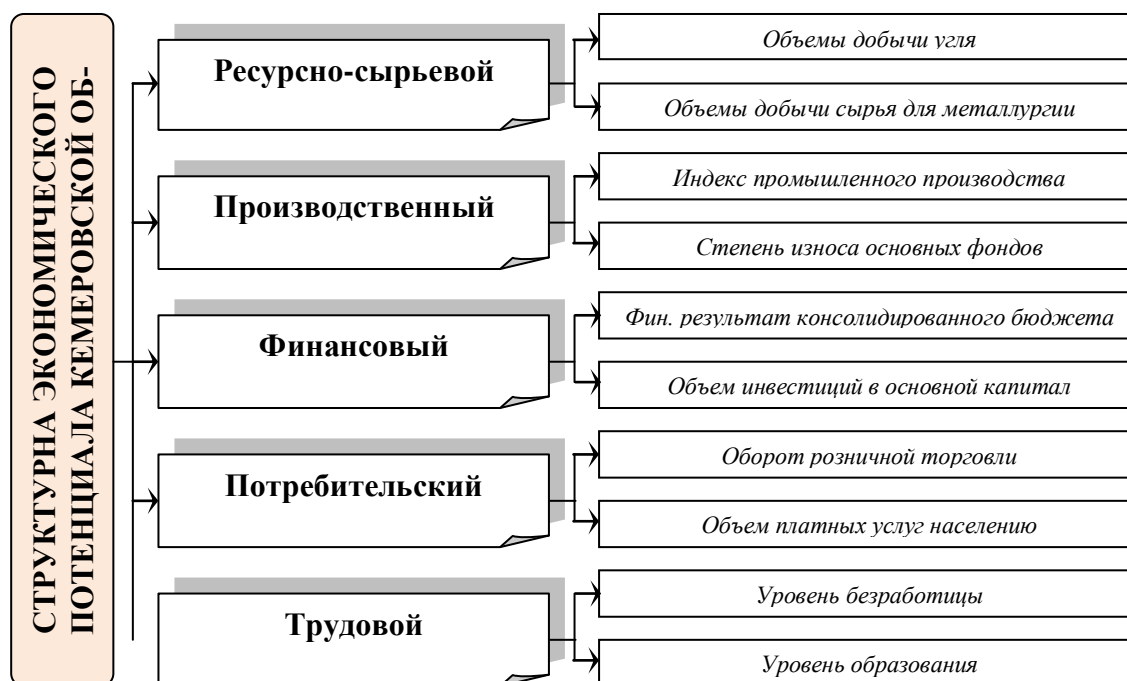 СТРУКТУРНА ЭКОНОМИЧЕСКОГО
ПОТЕНЦИАЛА КЕМЕРОВСКОЙ ОБ-
Ресурсно-сырьевой
Объемы добычи угля
Объемы добычи сырья для металлургии
Производственный
Индекс промышленного производства
Степень износа основных фондов
Финансовый
Фин. результат консолидированного бюджета
Объем инвестиций в основной капитал
Потребительский
Оборот розничной торговли
Объем платных услуг населению
Трудовой
Уровень безработицы
Уровень образования